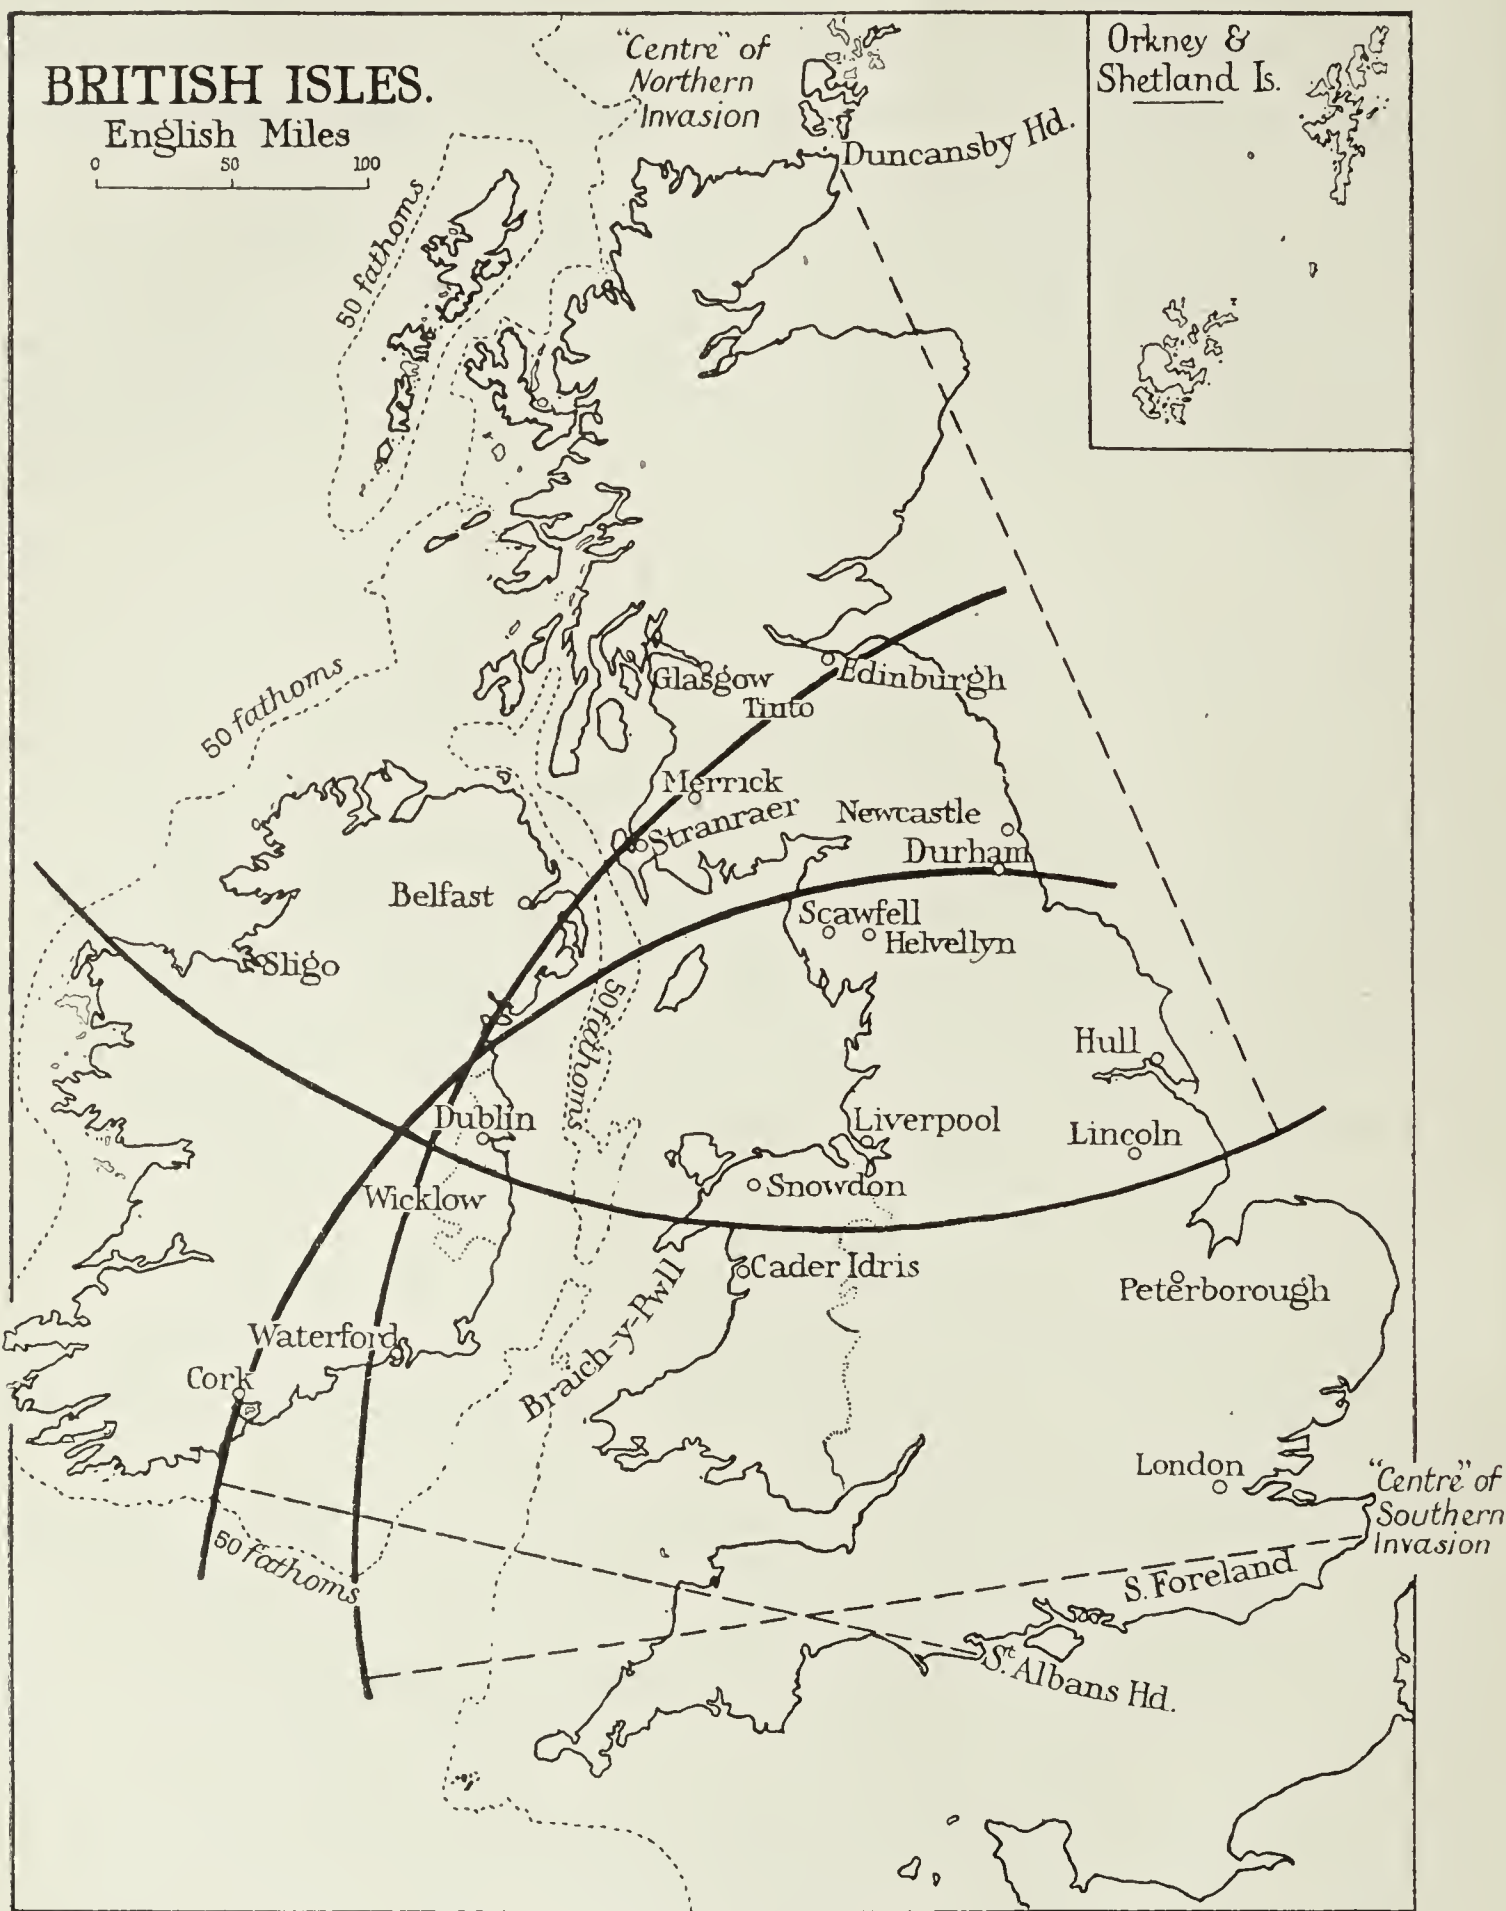 BRITISH ISLES.
English Miles
0 50 100
"Centre" of
Northern
Invasion
Orkney &
Shetland Is.
Duncansby Hd.
50 fathoms
50 fathoms
Glasgow
Edinburgh
Tinto
Merrick
Stranraer
Newcastle
Durham
Belfast
Scawfell
Helvellyn
Sligo
50 fathoms
Hull
Dublin
Liverpool
Lincoln
Wicklow
Snowdon
Cader Idris
Peterborough
Braich-y-Pwll
Waterford
Cork
London
"Centre" of
Southern
Invasion
50 fathoms
S. Foreland
St. Albans Hd.